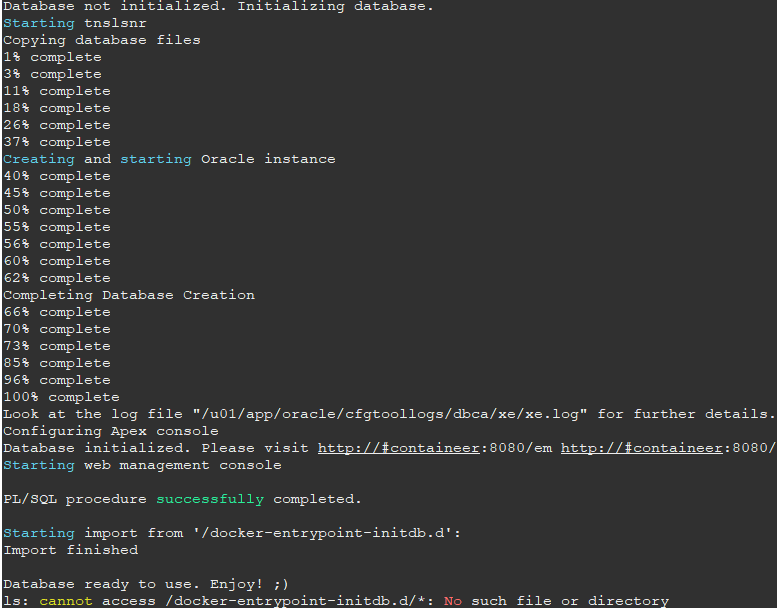 Database not initialized. Initializing database.
Starting tnslsnr
Copying database files
1% complete
3% complete
11% complete
18% complete
26% complete
37% complete
Creating and starting Oracle instance
40% complete
45% complete
50% complete
55% complete
56% complete
60% complete
62% complete
Completing Database Creation
66% complete
70% complete
73% complete
85% complete
96% complete
100% complete
Look at the log file "/u01/app/oracle/cfgtoollogs/dbca/xe/xe.log" for further details.
Configuring Apex console
Database initialized. Please visit http://#containeer:8080/em http://#containeer:8080/
Starting web management console
PL/SQL procedure successfully completed.
Starting import from '/docker-entrypoint-initdb.d':
Import finished
Database ready to use. Enjoy! ;)
ls: cannot access /docker-entrypoint-initdb.d/*: No such file or directory